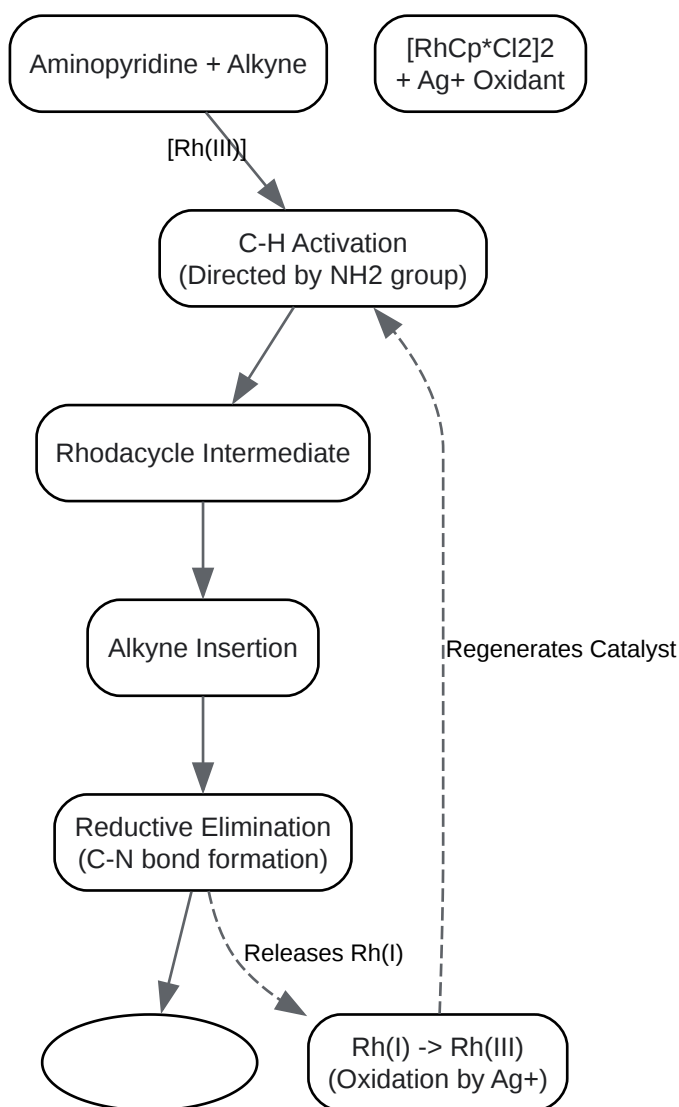 Aminopyridine + Alkyne
[RhCp*Cl2]2
+ Ag+ Oxidant
[Rh(III)]
C-H Activation
(Directed by NH2 group)
Rhodacycle Intermediate
Alkyne Insertion
Regenerates Catalyst
Reductive Elimination
(C-N bond formation)
Releases Rh(I)
Rh(I) -> Rh(III)
(Oxidation by Ag+)